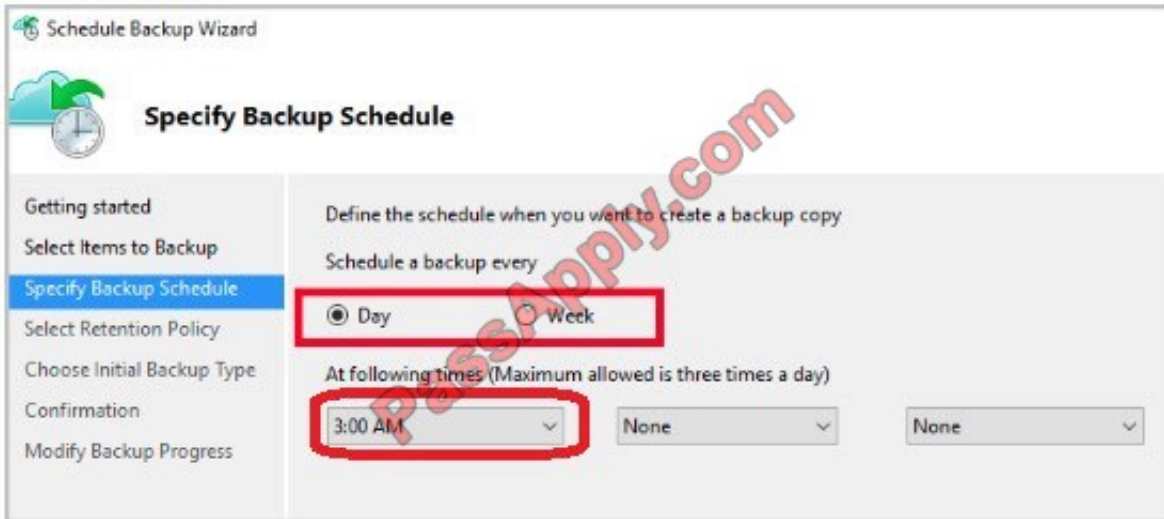 Schedule Backup Wizard
Specify Backup Schedule
Getting started
Select Items to Backup
Specify Backup Schedule
Select Retention Policy
Choose Initial Backup Type
Confirmation
Modify Backup Progress
Define the schedule when you want to create a backup copy
Schedule a backup every
Day Week
At following times (Maximum allowed is three times a day)
3:00 AM None None
PassApply.com